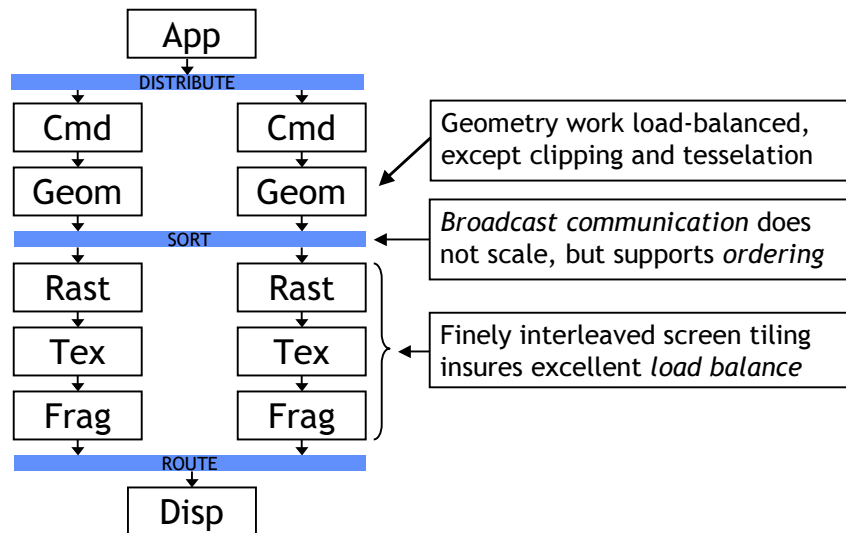 App
DISTRIBUTE
Cmd Cmd
Geometry work load-balanced,
except clipping and tesselation
Geom Geom
Broadcast communication does
not scale, but supports ordering
SORT
Rast Rast
Tex Tex
Finely interleaved screen tiling
insures excellent load balance
Frag Frag
ROUTE
Disp